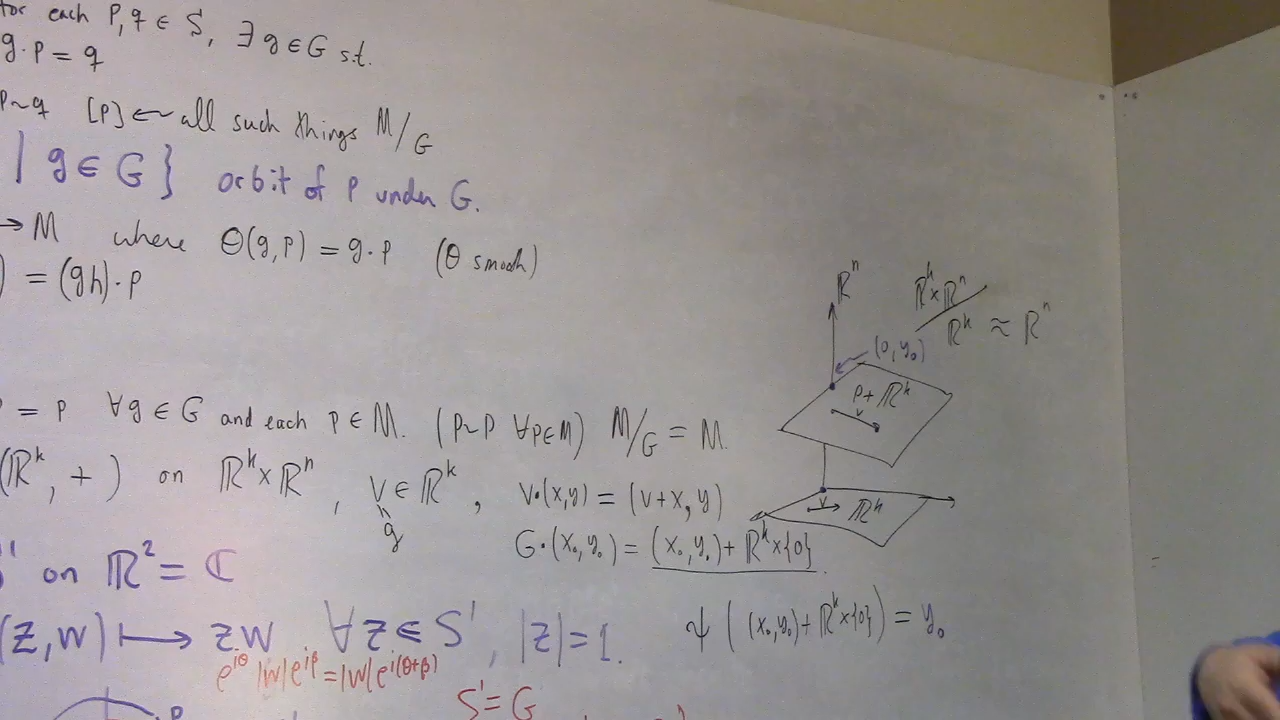 for each P, q ∈ S, ∃ g ∈ G s.t.
g·p = q
p~q [p] ← all such things M/G
| g ∈ G } orbit of P under G.
→ M where Θ(g,p) = g·p (Θ smooth)
) = (gh)·p
= p ∀g ∈ G and each p ∈ M. (p~p ∀p∈M) M/G = M.
(ℝᵏ, +) on ℝᵏ×ℝⁿ, v ∈ ℝᵏ, v·(x,y) = (v+x, y)
g
G·(x₀,y₀) = (x₀,y₀) + ℝᵏ×{0}
S¹ on ℝ² = ℂ
(z,w) ⟼ zw ∀z ∈ S¹, |z|=1.
e^{iθ}|w|e^{iβ} = |w|e^{i(θ+β)}
S¹ = G
p
ℝⁿ
ℝᵏ×ℝⁿ / ℝᵏ ≈ ℝⁿ
(0, y₀)
p + ℝᵏ
v
v ℝᵏ
ψ((x₀,y₀) + ℝᵏ×{0}) = y₀